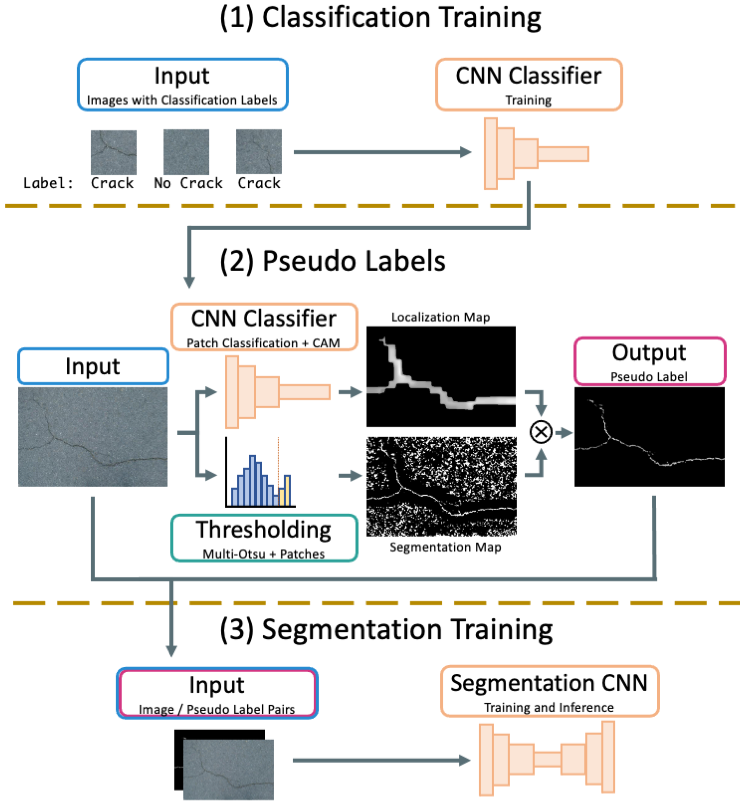 (1) Classification Training
Input
Images with Classification Labels
CNN Classifier
Training
Label: Crack No Crack Crack
(2) Pseudo Labels
CNN Classifier
Patch Classification + CAM
Localization Map
Input
Output
Pseudo Label
Thresholding
Multi-Otsu + Patches
Segmentation Map
(3) Segmentation Training
Input
Image / Pseudo Label Pairs
Segmentation CNN
Training and Inference